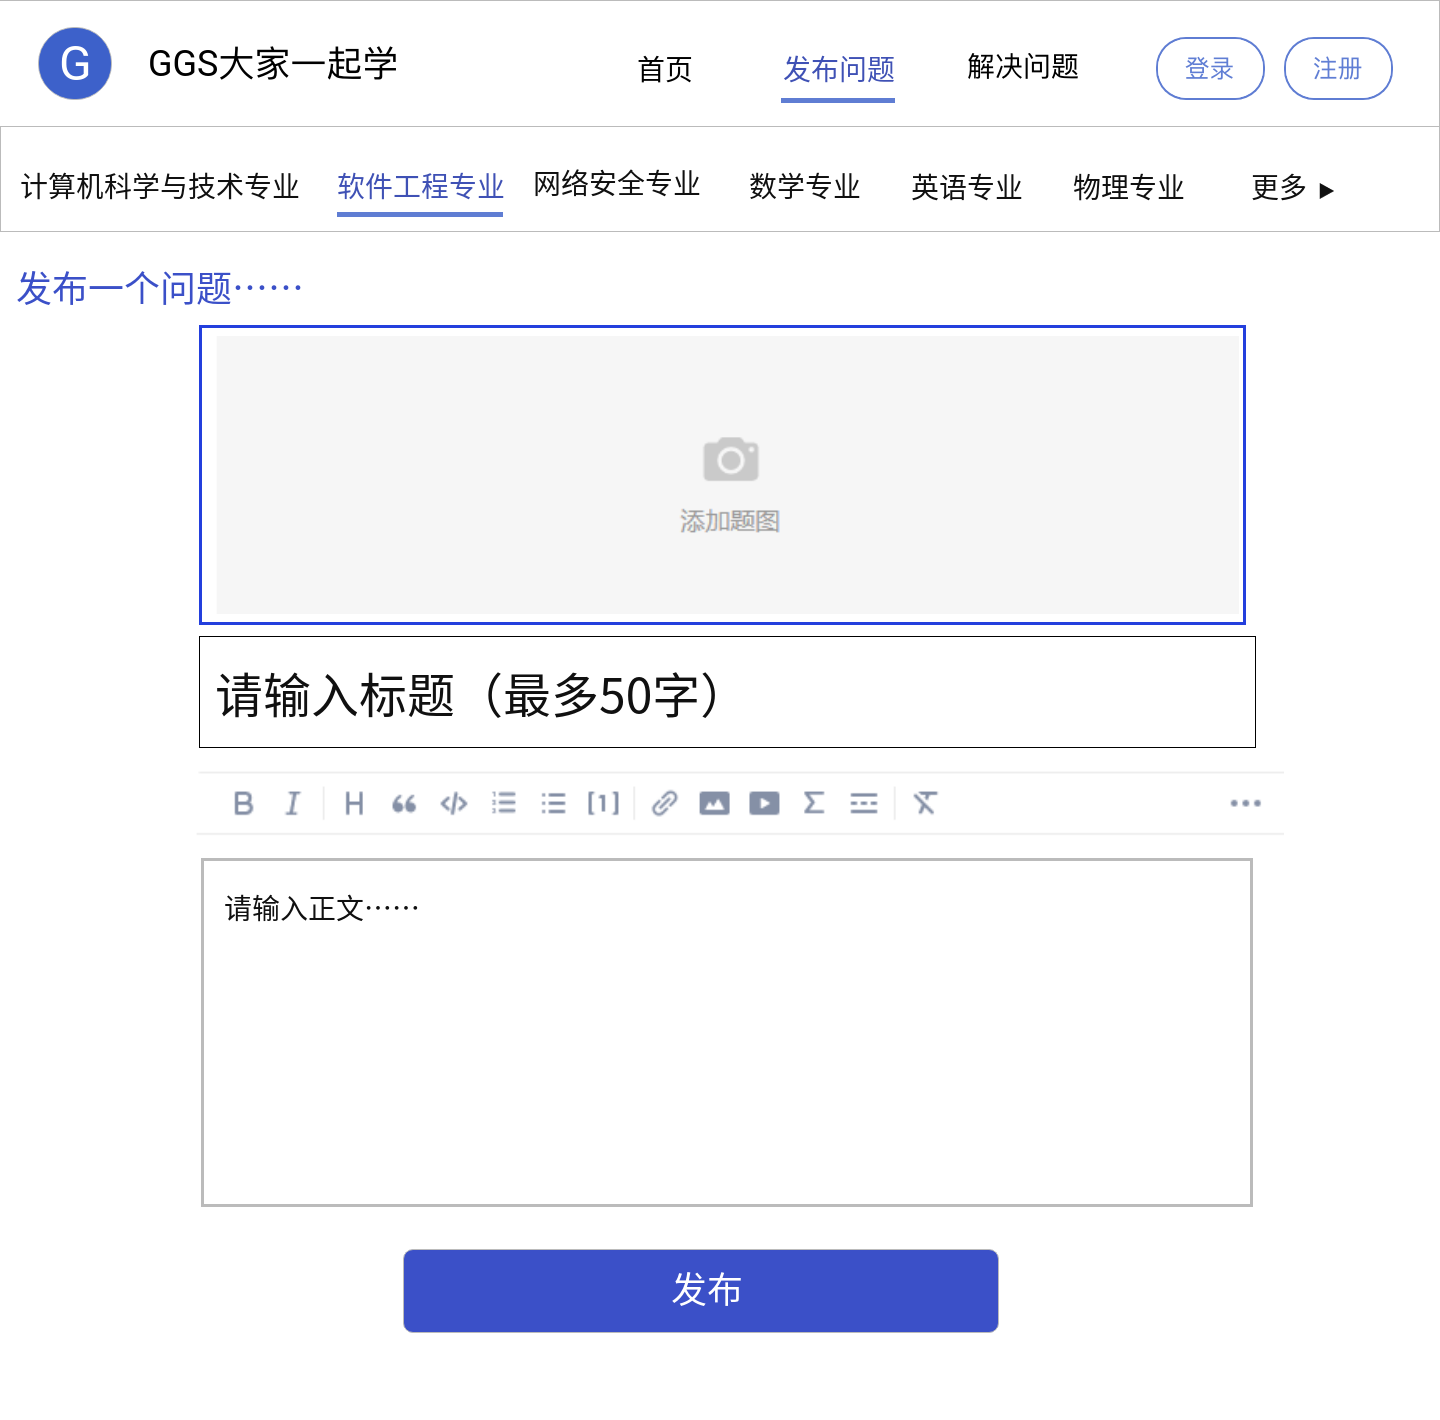 G GGS大家一起学 首页 发布问题 解决问题 登录 注册
计算机科学与技术专业 软件工程专业 网络安全专业 数学专业 英语专业 物理专业 更多 ▶
发布一个问题……
添加题图
请输入标题（最多50字）
B I H “ </> [1] Σ ...
请输入正文……
发布